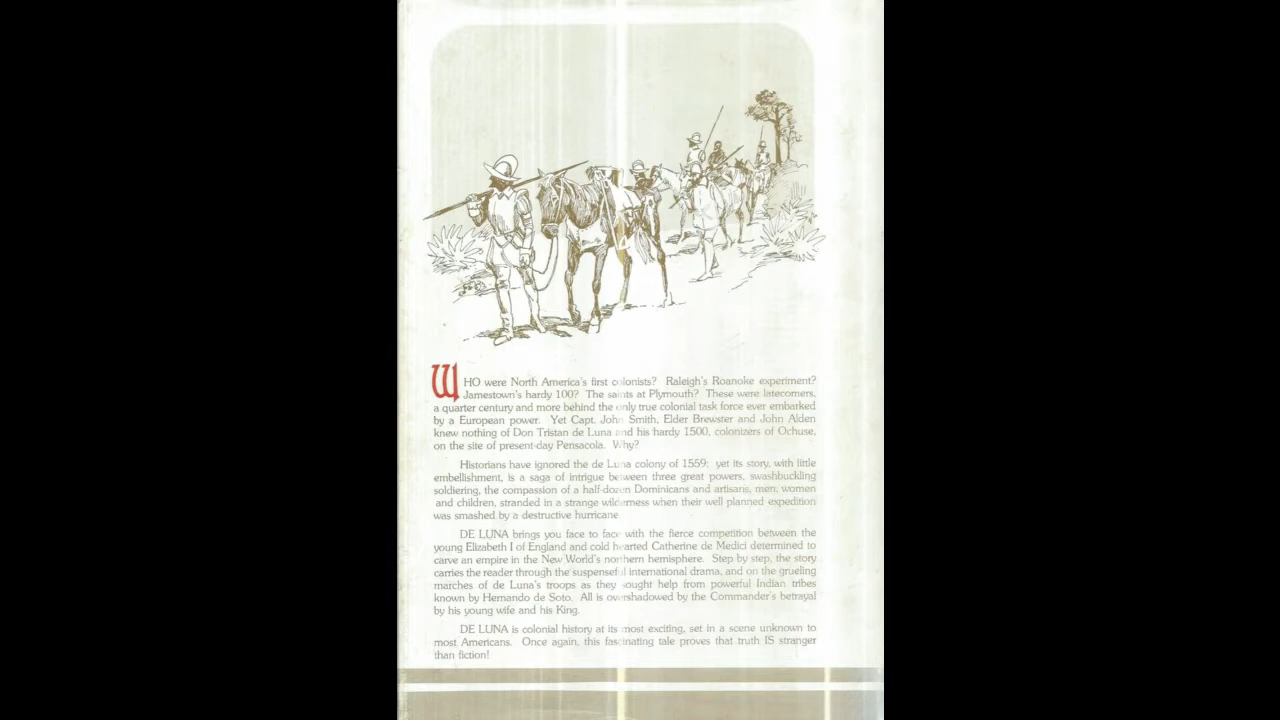 WHO were North America's first colonists? Raleigh's Roanoke experiment?
Jamestown's hardy 100? The saints at Plymouth? These were latecomers,
a quarter century and more behind the only true colonial task force ever embarked
by a European power. Yet Capt. John Smith, Elder Brewster and John Alden
knew nothing of Don Tristan de Luna and his hardy 1500, colonizers of Ochuse,
on the site of present-day Pensacola. Why?
Historians have ignored the de Luna colony of 1559: yet its story, with little
embellishment, is a saga of intrigue between three great powers, swashbuckling
soldiering, the compassion of a half-dozen Dominicans and artisans, men, women
and children, stranded in a strange wilderness when their well planned expedition
was smashed by a destructive hurricane
DE LUNA brings you face to face with the fierce competition between the
young Elizabeth I of England and cold hearted Catherine de Medici determined to
carve an empire in the New World's northern hemisphere. Step by step, the story
carries the reader through the suspenseful international drama, and on the grueling
marches of de Luna's troops as they sought help from powerful Indian tribes
known by Hernando de Soto. All is overshadowed by the Commander's betrayal
by his young wife and his King.
DE LUNA is colonial history at its most exciting, set in a scene unknown to
most Americans. Once again, this fascinating tale proves that truth IS stranger
than fiction!